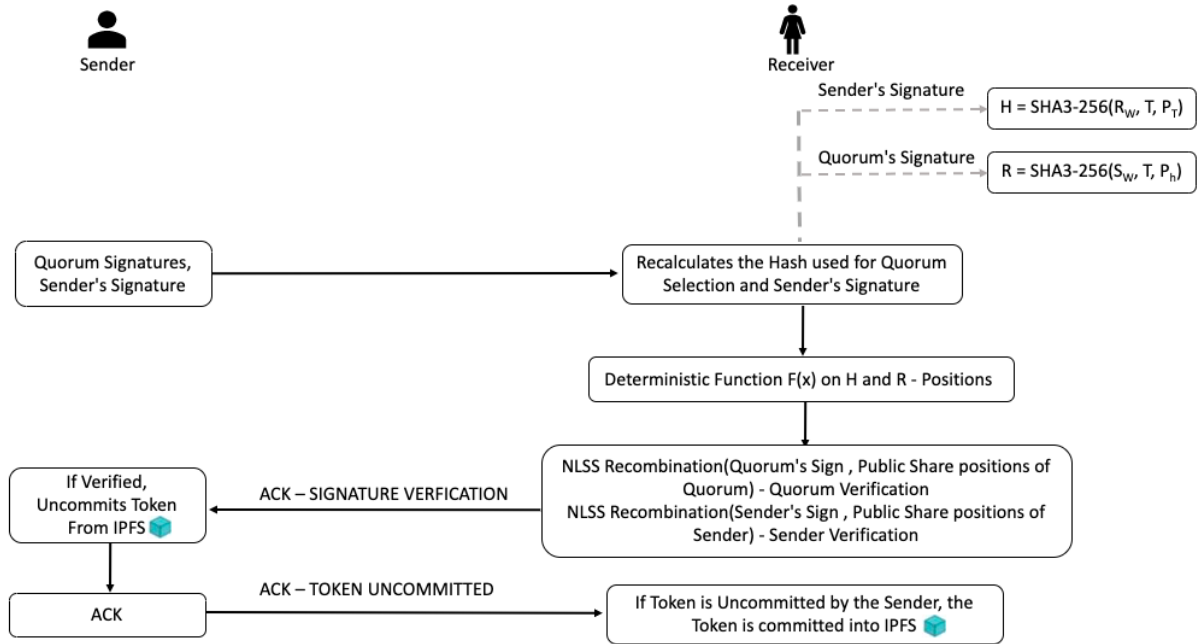 Sender
Receiver
Sender's Signature
H = SHA3-256(R_W, T, P_T)
Quorum's Signature
R = SHA3-256(S_W, T, P_h)
Quorum Signatures,
Sender's Signature
Recalculates the Hash used for Quorum
Selection and Sender's Signature
Deterministic Function F(x) on H and R - Positions
NLSS Recombination(Quorum's Sign , Public Share positions of
Quorum) - Quorum Verification
NLSS Recombination(Sender's Sign , Public Share positions of
Sender) - Sender Verification
ACK – SIGNATURE VERFICATION
If Verified,
Uncommits Token
From IPFS
ACK
ACK – TOKEN UNCOMMITTED
If Token is Uncommitted by the Sender, the
Token is committed into IPFS